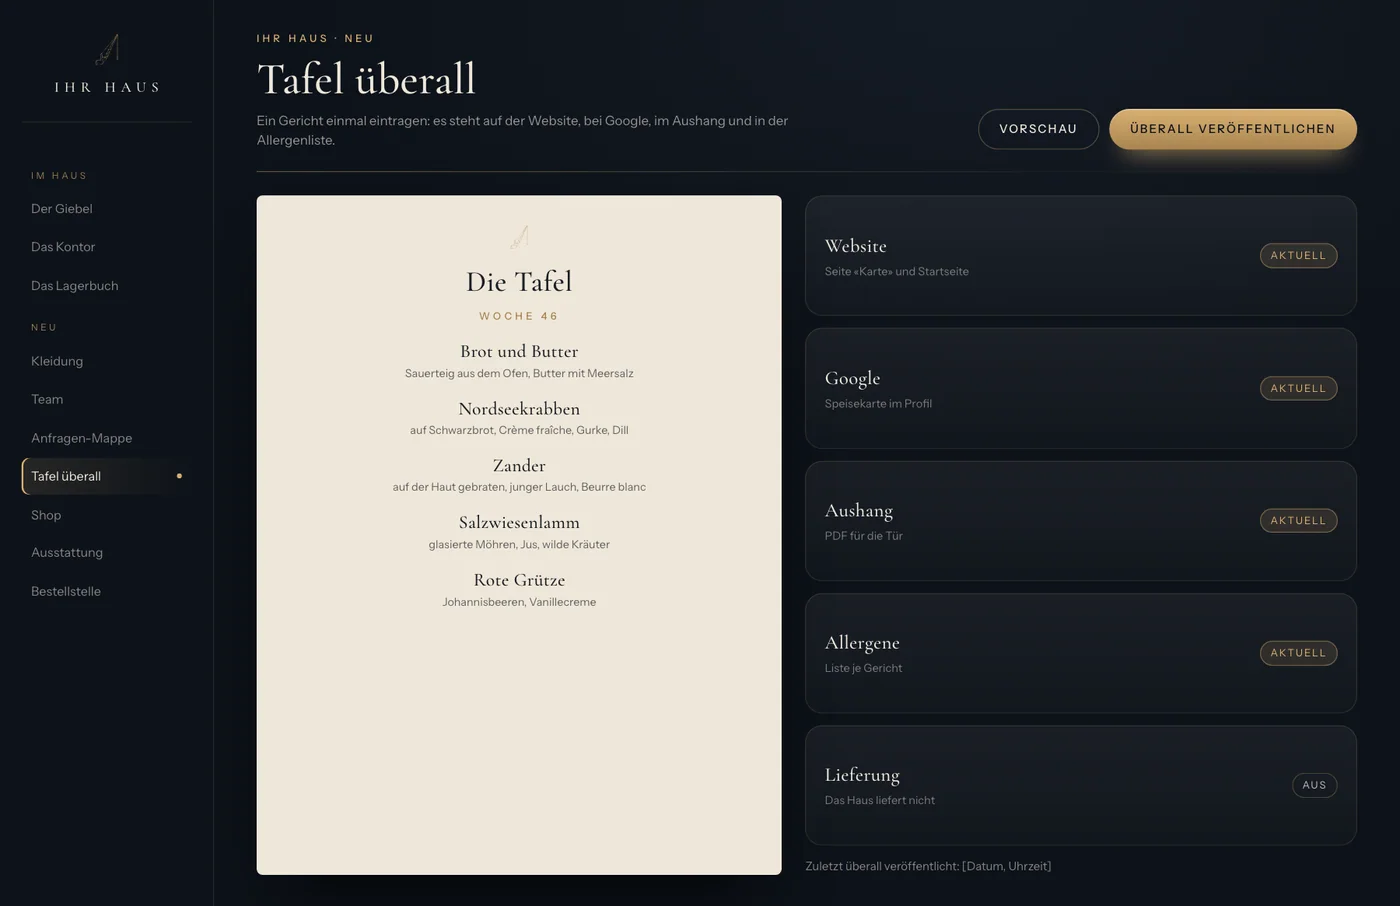 IHR HAUS
IM HAUS
Der Giebel
Das Kontor
Das Lagerbuch
NEU
Kleidung
Team
Anfragen-Mappe
Tafel überall
Shop
Ausstattung
Bestellstelle
IHR HAUS · NEU
Tafel überall
Ein Gericht einmal eintragen: es steht auf der Website, bei Google, im Aushang und in der
Allergenliste.
VORSCHAU
ÜBERALL VERÖFFENTLICHEN
Die Tafel
WOCHE 46
Brot und Butter
Sauerteig aus dem Ofen, Butter mit Meersalz
Nordseekrabben
auf Schwarzbrot, Crème fraîche, Gurke, Dill
Zander
auf der Haut gebraten, junger Lauch, Beurre blanc
Salzwiesenlamm
glasierte Möhren, Jus, wilde Kräuter
Rote Grütze
Johannisbeeren, Vanillecreme
Website
Seite «Karte» und Startseite
AKTUELL
Google
Speisekarte im Profil
AKTUELL
Aushang
PDF für die Tür
AKTUELL
Allergene
Liste je Gericht
AKTUELL
Lieferung
Das Haus liefert nicht
AUS
Zuletzt überall veröffentlicht: [Datum, Uhrzeit]